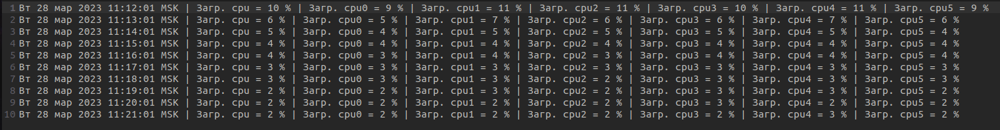 1 Вт 28 мар 2023 11:12:01 MSK | Загр. cpu = 10 % | Загр. cpu0 = 9 % | Загр. cpu1 = 11 % | Загр. cpu2 = 11 % | Загр. cpu3 = 10 % | Загр. cpu4 = 11 % | Загр. cpu5 = 9 %
2 Вт 28 мар 2023 11:13:01 MSK | Загр. cpu = 6 % | Загр. cpu0 = 5 % | Загр. cpu1 = 7 % | Загр. cpu2 = 6 % | Загр. cpu3 = 6 % | Загр. cpu4 = 7 % | Загр. cpu5 = 6 %
3 Вт 28 мар 2023 11:14:01 MSK | Загр. cpu = 5 % | Загр. cpu0 = 4 % | Загр. cpu1 = 5 % | Загр. cpu2 = 5 % | Загр. cpu3 = 5 % | Загр. cpu4 = 5 % | Загр. cpu5 = 4 %
4 Вт 28 мар 2023 11:15:01 MSK | Загр. cpu = 4 % | Загр. cpu0 = 4 % | Загр. cpu1 = 4 % | Загр. cpu2 = 4 % | Загр. cpu3 = 4 % | Загр. cpu4 = 4 % | Загр. cpu5 = 4 %
5 Вт 28 мар 2023 11:16:01 MSK | Загр. cpu = 4 % | Загр. cpu0 = 3 % | Загр. cpu1 = 4 % | Загр. cpu2 = 3 % | Загр. cpu3 = 4 % | Загр. cpu4 = 4 % | Загр. cpu5 = 4 %
6 Вт 28 мар 2023 11:17:01 MSK | Загр. cpu = 3 % | Загр. cpu0 = 3 % | Загр. cpu1 = 3 % | Загр. cpu2 = 3 % | Загр. cpu3 = 3 % | Загр. cpu4 = 3 % | Загр. cpu5 = 3 %
7 Вт 28 мар 2023 11:18:01 MSK | Загр. cpu = 3 % | Загр. cpu0 = 3 % | Загр. cpu1 = 3 % | Загр. cpu2 = 2 % | Загр. cpu3 = 3 % | Загр. cpu4 = 3 % | Загр. cpu5 = 3 %
8 Вт 28 мар 2023 11:19:01 MSK | Загр. cpu = 2 % | Загр. cpu0 = 2 % | Загр. cpu1 = 3 % | Загр. cpu2 = 2 % | Загр. cpu3 = 3 % | Загр. cpu4 = 3 % | Загр. cpu5 = 2 %
9 Вт 28 мар 2023 11:20:01 MSK | Загр. cpu = 2 % | Загр. cpu0 = 2 % | Загр. cpu1 = 2 % | Загр. cpu2 = 2 % | Загр. cpu3 = 3 % | Загр. cpu4 = 2 % | Загр. cpu5 = 2 %
10 Вт 28 мар 2023 11:21:01 MSK | Загр. cpu = 2 % | Загр. cpu0 = 2 % | Загр. cpu1 = 2 % | Загр. cpu2 = 2 % | Загр. cpu3 = 2 % | Загр. cpu4 = 3 % | Загр. cpu5 = 2 %